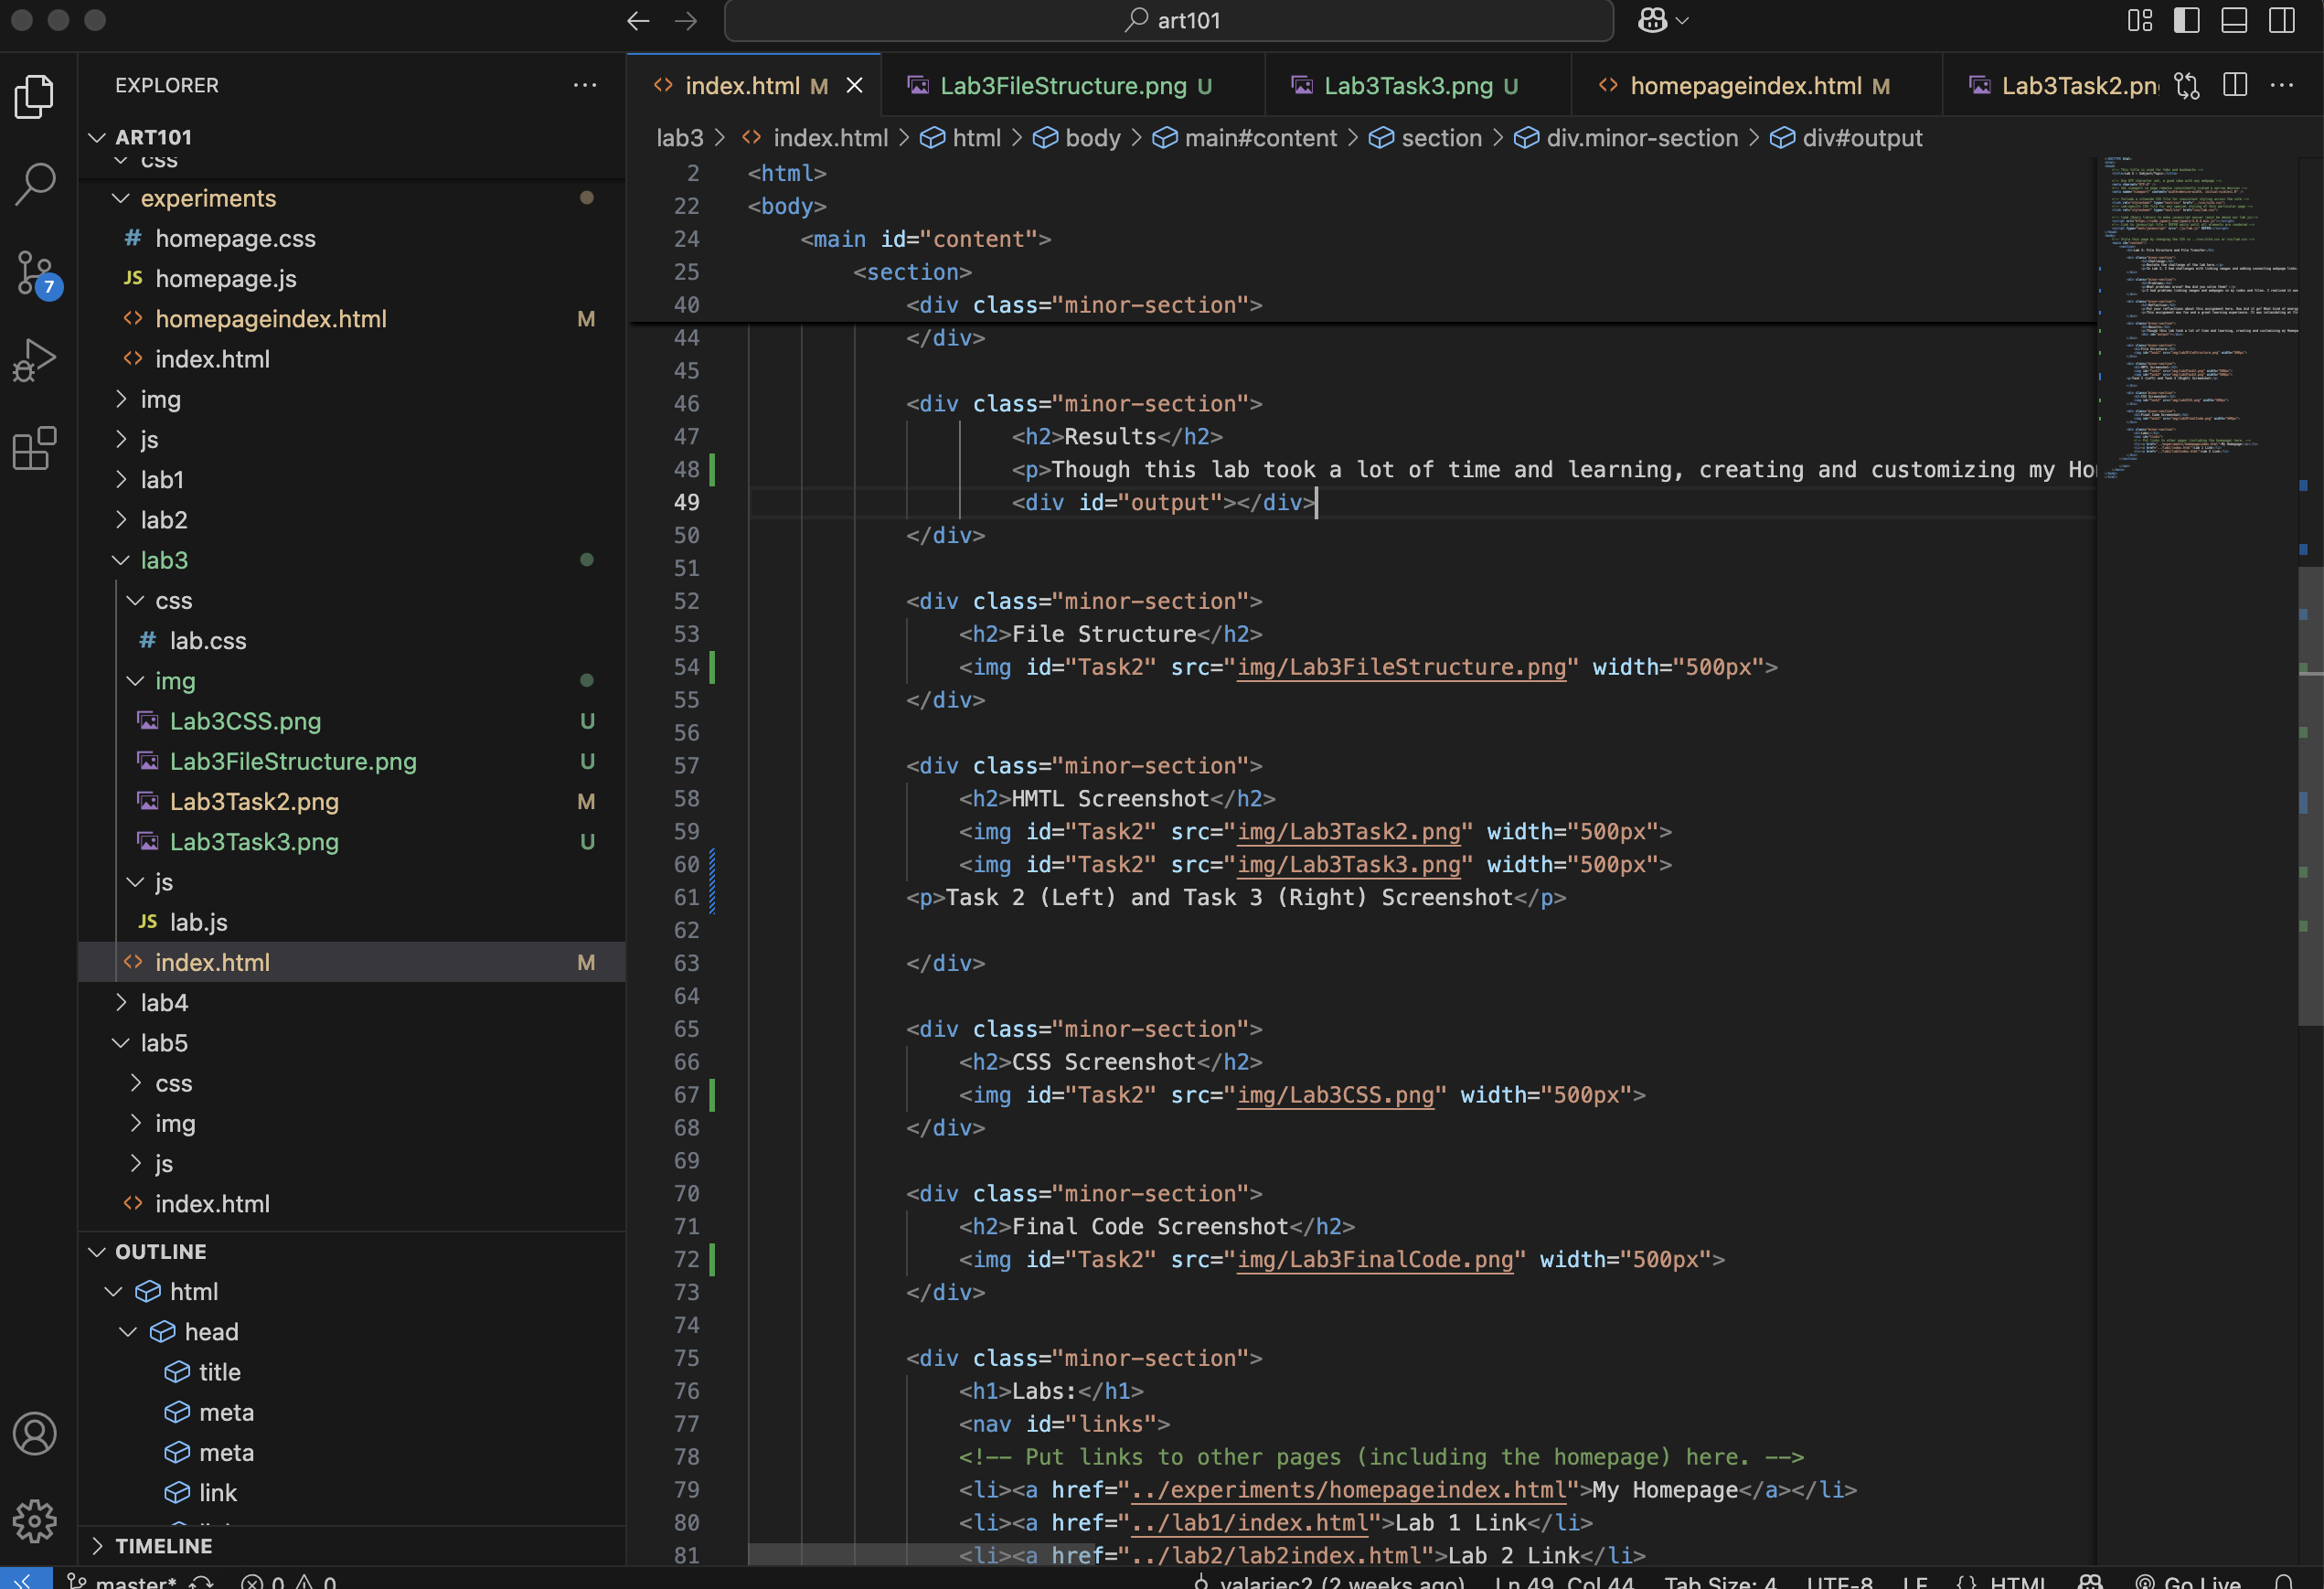 art101
EXPLORER
index.html M
Lab3FileStructure.png U
Lab3Task3.png U
homepageindex.html M
Lab3Task2.pn
lab3 > index.html > html > body > main#content > section > div.minor-section > div#output
ART101
css
experiments
homepage.css
JS homepage.js
homepageindex.html M
index.html
img
js
lab1
lab2
lab3
css
lab.css
img
Lab3CSS.png U
Lab3FileStructure.png U
Lab3Task2.png M
Lab3Task3.png U
js
JS lab.js
index.html M
lab4
lab5
css
img
js
index.html
OUTLINE
html
head
title
meta
meta
link
TIMELINE
7
2 <html>
22 <body>
24 <main id="content">
25 <section>
40 <div class="minor-section">
44 </div>
45
46 <div class="minor-section">
47 <h2>Results</h2>
48 <p>Though this lab took a lot of time and learning, creating and customizing my Ho
49 <div id="output"></div>
50 </div>
51
52 <div class="minor-section">
53 <h2>File Structure</h2>
54 <img id="Task2" src="img/Lab3FileStructure.png" width="500px">
55 </div>
56
57 <div class="minor-section">
58 <h2>HMTL Screenshot</h2>
59 <img id="Task2" src="img/Lab3Task2.png" width="500px">
60 <img id="Task2" src="img/Lab3Task3.png" width="500px">
61 <p>Task 2 (Left) and Task 3 (Right) Screenshot</p>
62
63 </div>
64
65 <div class="minor-section">
66 <h2>CSS Screenshot</h2>
67 <img id="Task2" src="img/Lab3CSS.png" width="500px">
68 </div>
69
70 <div class="minor-section">
71 <h2>Final Code Screenshot</h2>
72 <img id="Task2" src="img/Lab3FinalCode.png" width="500px">
73 </div>
74
75 <div class="minor-section">
76 <h1>Labs:</h1>
77 <nav id="links">
78 <!-- Put links to other pages (including the homepage) here. -->
79 <li><a href="../experiments/homepageindex.html">My Homepage</a></li>
80 <li><a href="../lab1/index.html">Lab 1 Link</li>
81 <li><a href="../lab2/lab2index.html">Lab 2 Link</li>
master* 0 0 valariec2 (2 weeks ago) Ln 49, Col 44 Tab Size: 4 UTF-8 LF {} HTML Go Live